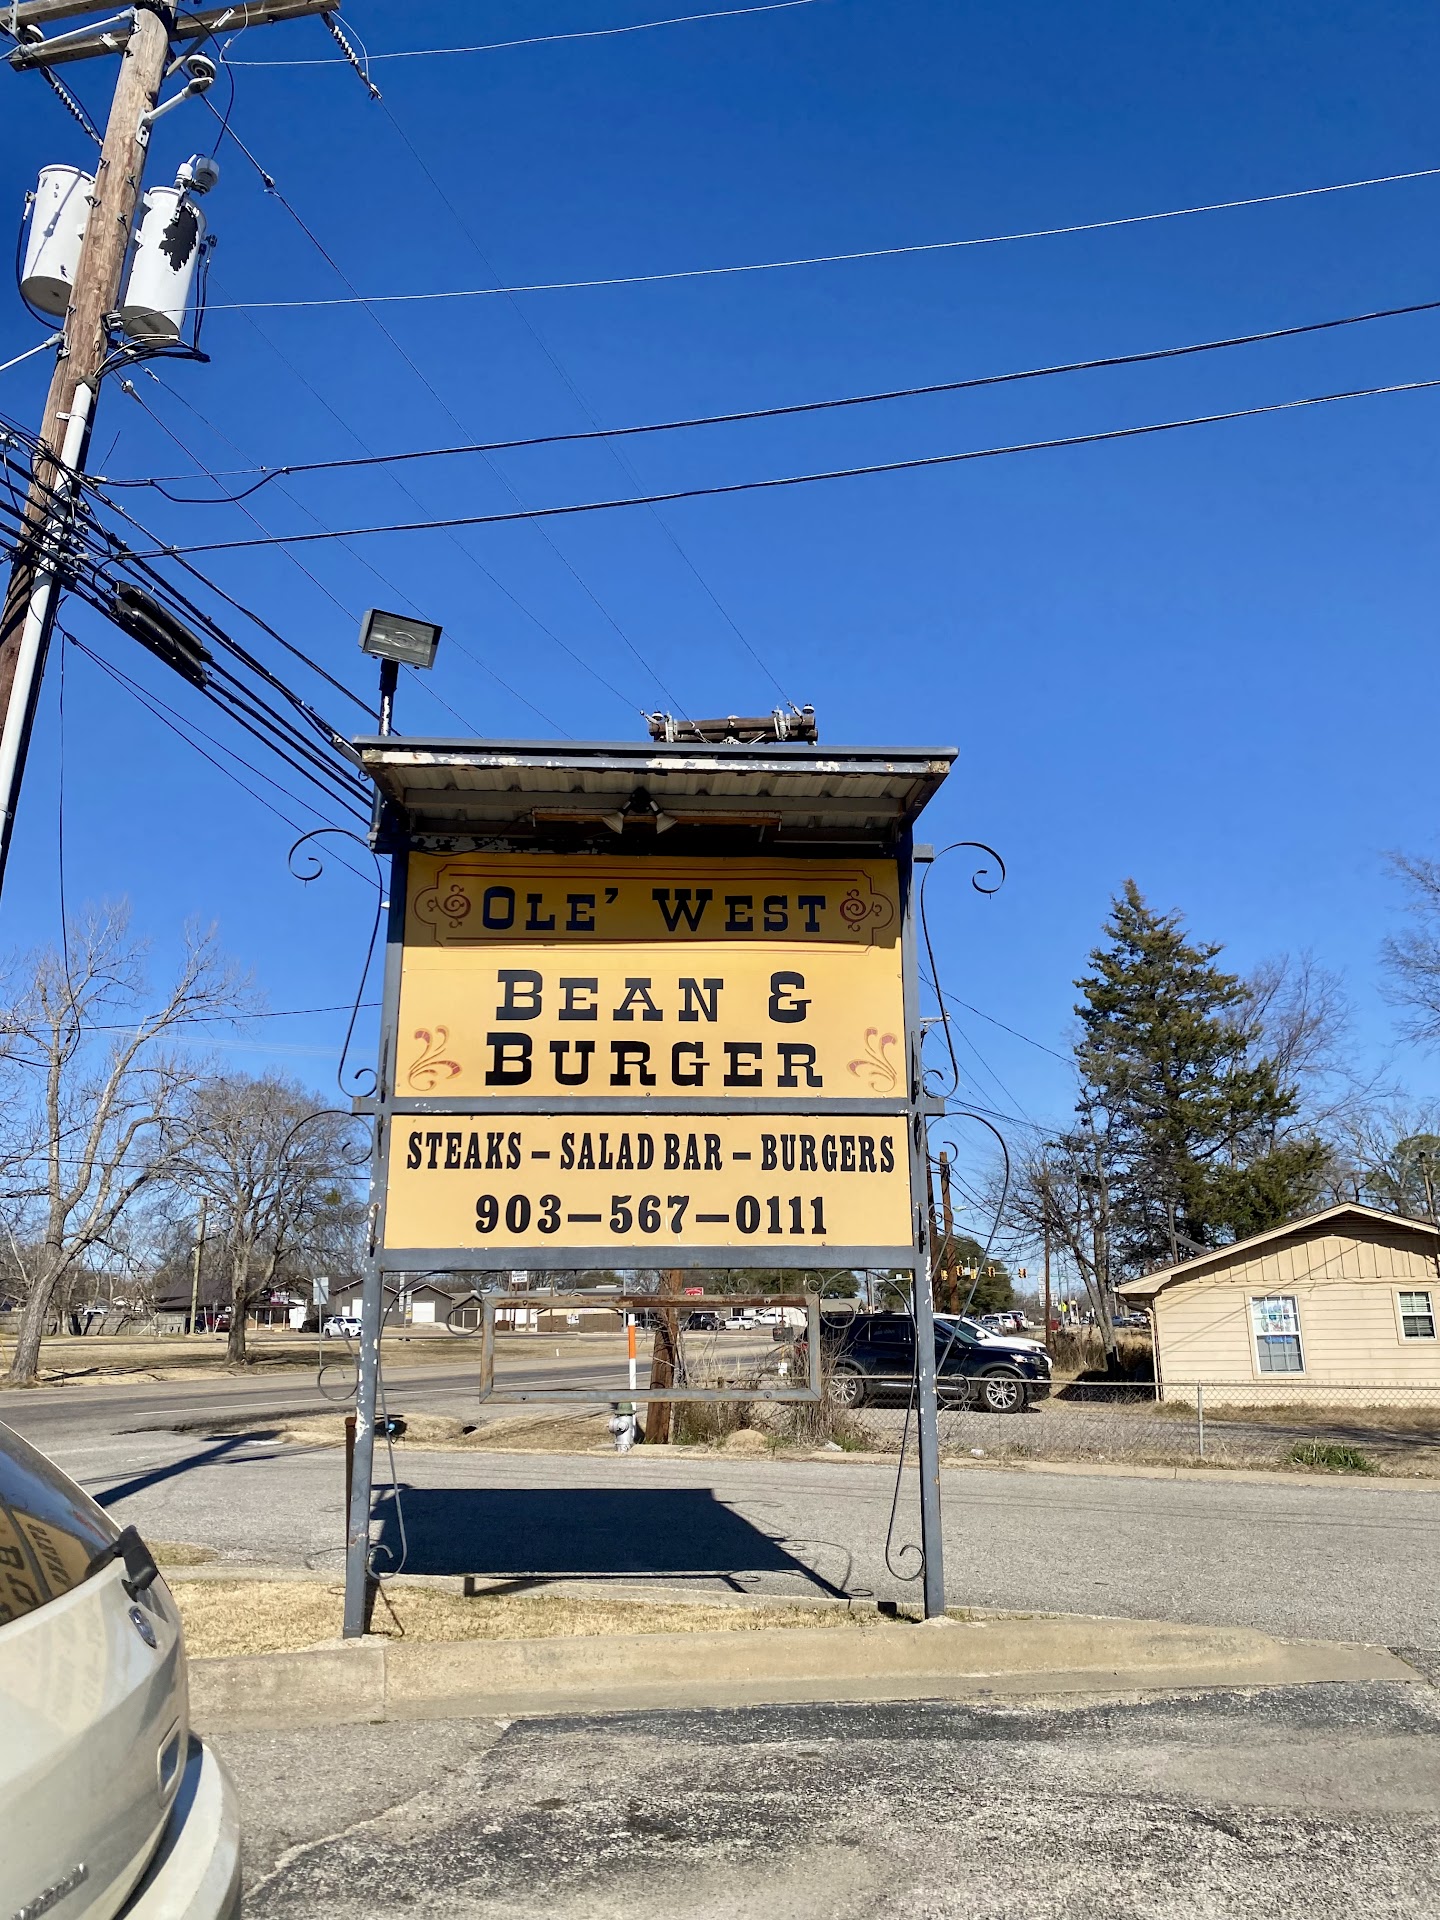 OLE' WEST
BEAN &
BURGER
STEAKS – SALAD BAR – BURGERS
903–567–0111